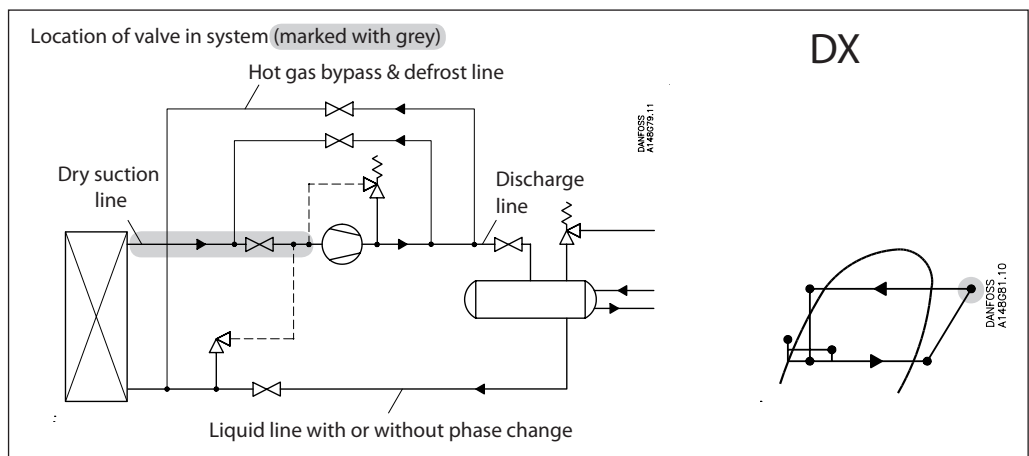 Location of valve in system (marked with grey)
DX
Hot gas bypass & defrost line
DANFOSS
A148G79.11
Dry suction
line
Discharge
line
DANFOSS
A148G81.10
Liquid line with or without phase change